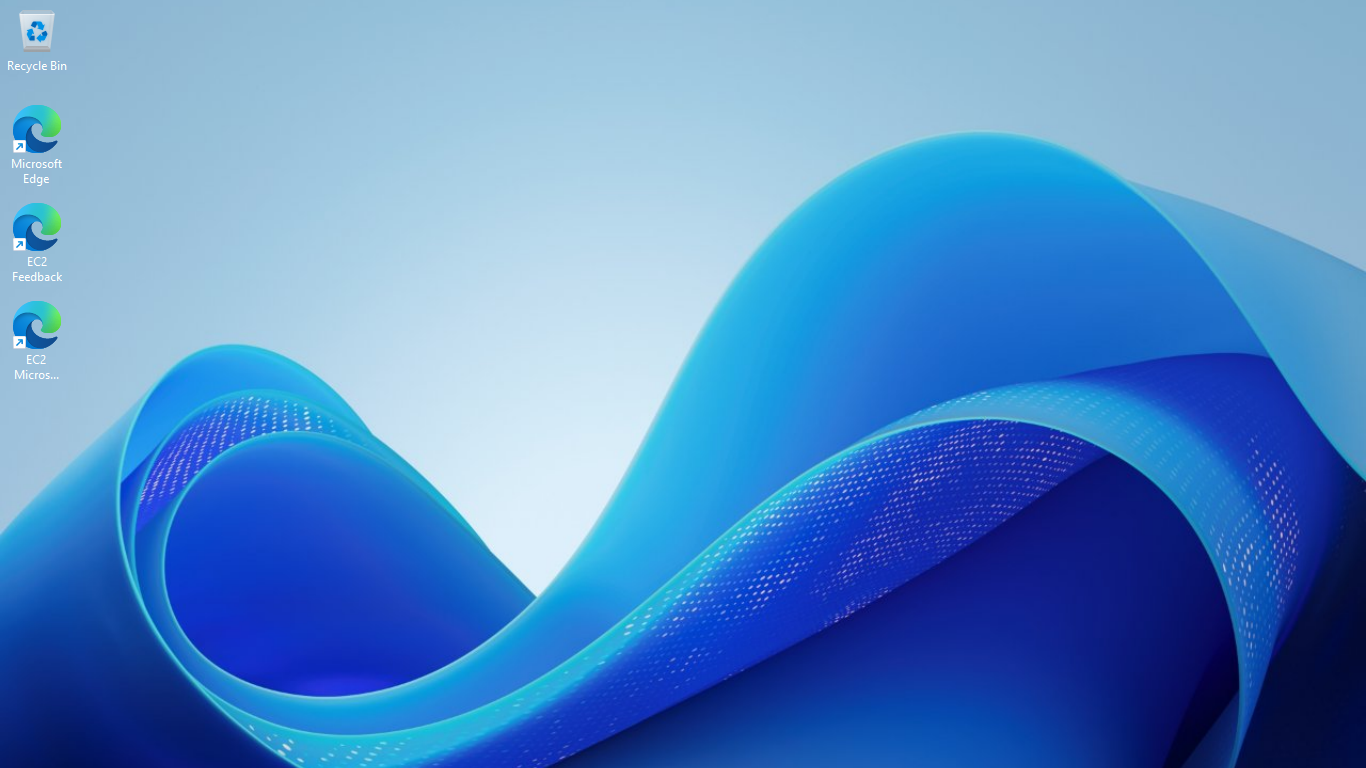 Recycle Bin
Microsoft
Edge
EC2
Feedback
EC2
Micros...